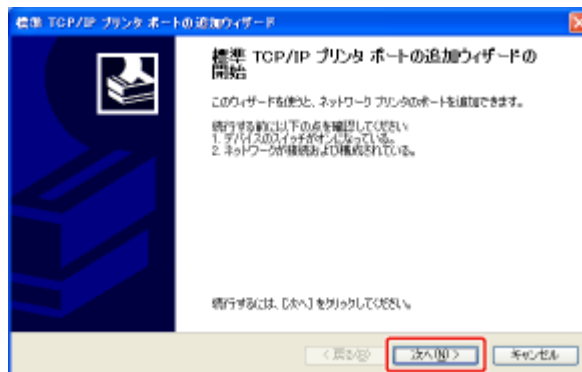 標準 TCP/IP プリンタ ポートの追加ウィザード
標準 TCP/IP プリンタ ポートの追加ウィザードの
開始
このウィザードを使うと、ネットワーク プリンタのポートを追加できます。
続行する前に以下の点を確認してください
1. デバイスのスイッチがオンになっている。
2. ネットワークが接続および構成されている。
続行するには、[次へ] をクリックしてください。
< 戻る(B)
次へ(N) >
キャンセル